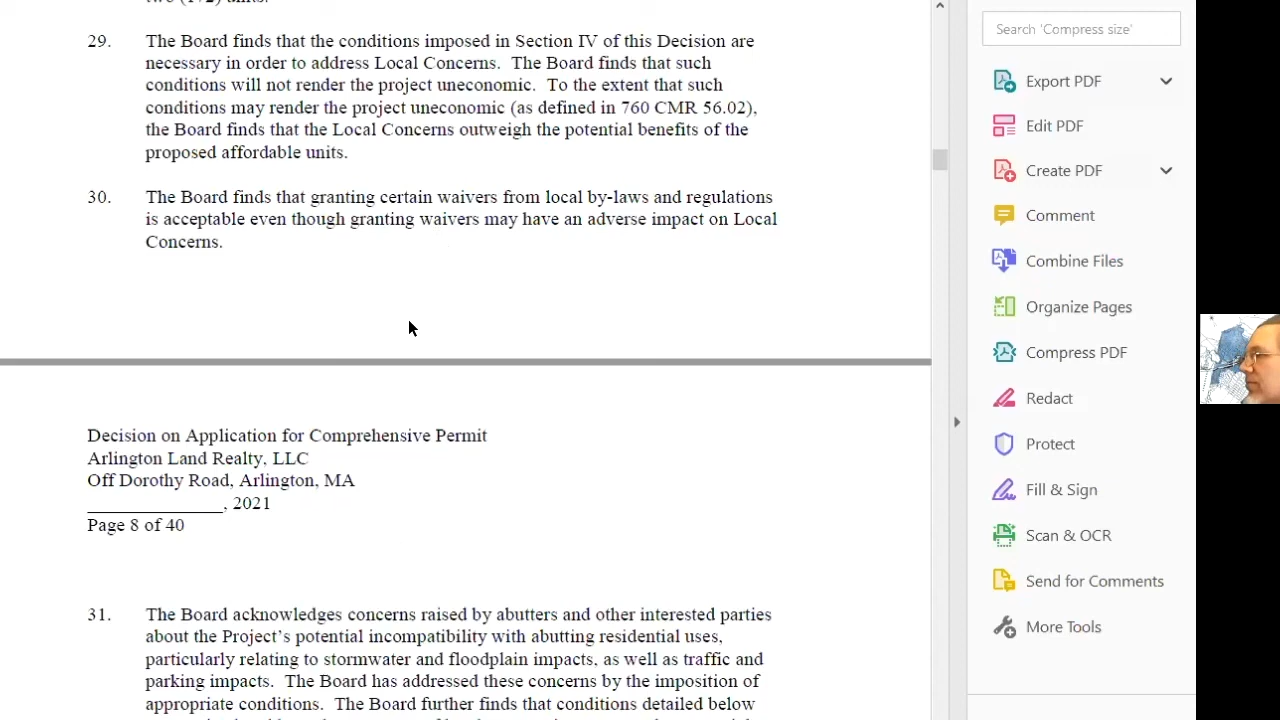 two (172) units.
29. The Board finds that the conditions imposed in Section IV of this Decision are
necessary in order to address Local Concerns. The Board finds that such
conditions will not render the project uneconomic. To the extent that such
conditions may render the project uneconomic (as defined in 760 CMR 56.02),
the Board finds that the Local Concerns outweigh the potential benefits of the
proposed affordable units.
30. The Board finds that granting certain waivers from local by-laws and regulations
is acceptable even though granting waivers may have an adverse impact on Local
Concerns.
Decision on Application for Comprehensive Permit
Arlington Land Realty, LLC
Off Dorothy Road, Arlington, MA
______________, 2021
Page 8 of 40
31. The Board acknowledges concerns raised by abutters and other interested parties
about the Project's potential incompatibility with abutting residential uses,
particularly relating to stormwater and floodplain impacts, as well as traffic and
parking impacts. The Board has addressed these concerns by the imposition of
appropriate conditions. The Board further finds that conditions detailed below
Search 'Compress size'
Export PDF
Edit PDF
Create PDF
Comment
Combine Files
Organize Pages
Compress PDF
Redact
Protect
Fill & Sign
Scan & OCR
Send for Comments
More Tools